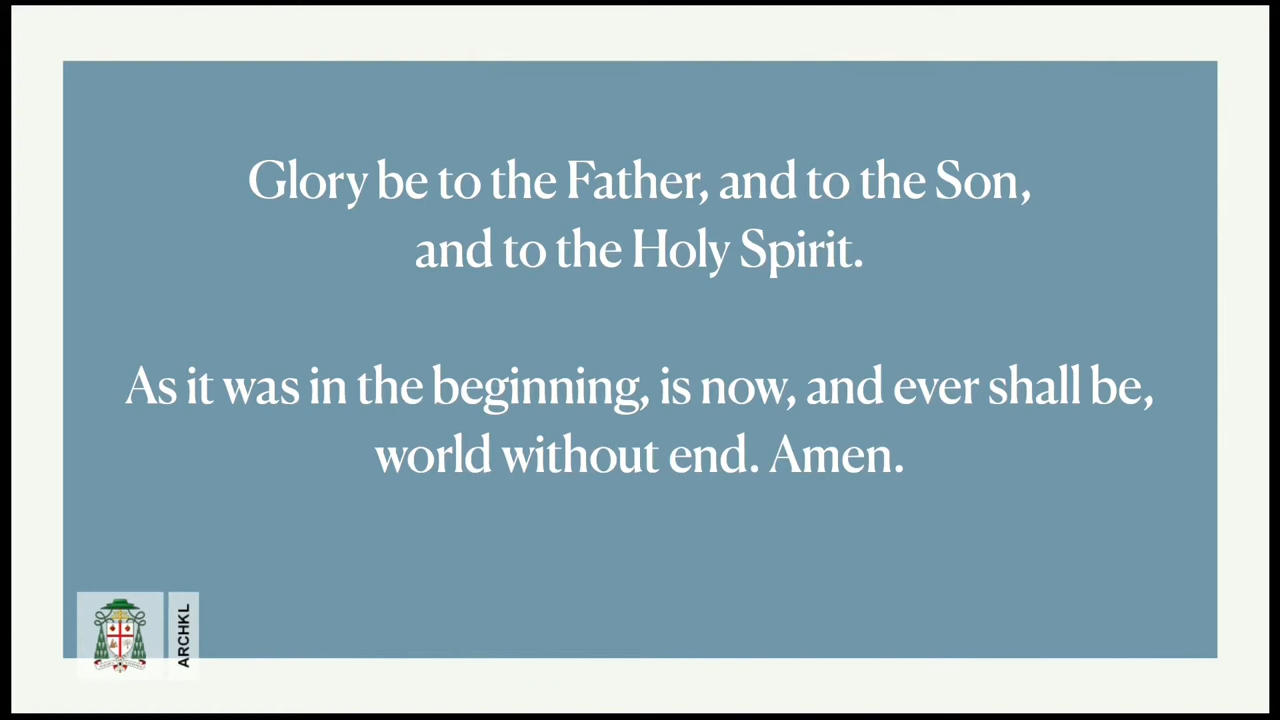 Glory be to the Father, and to the Son,
and to the Holy Spirit.
As it was in the beginning, is now, and ever shall be,
world without end. Amen.
ARCHKL